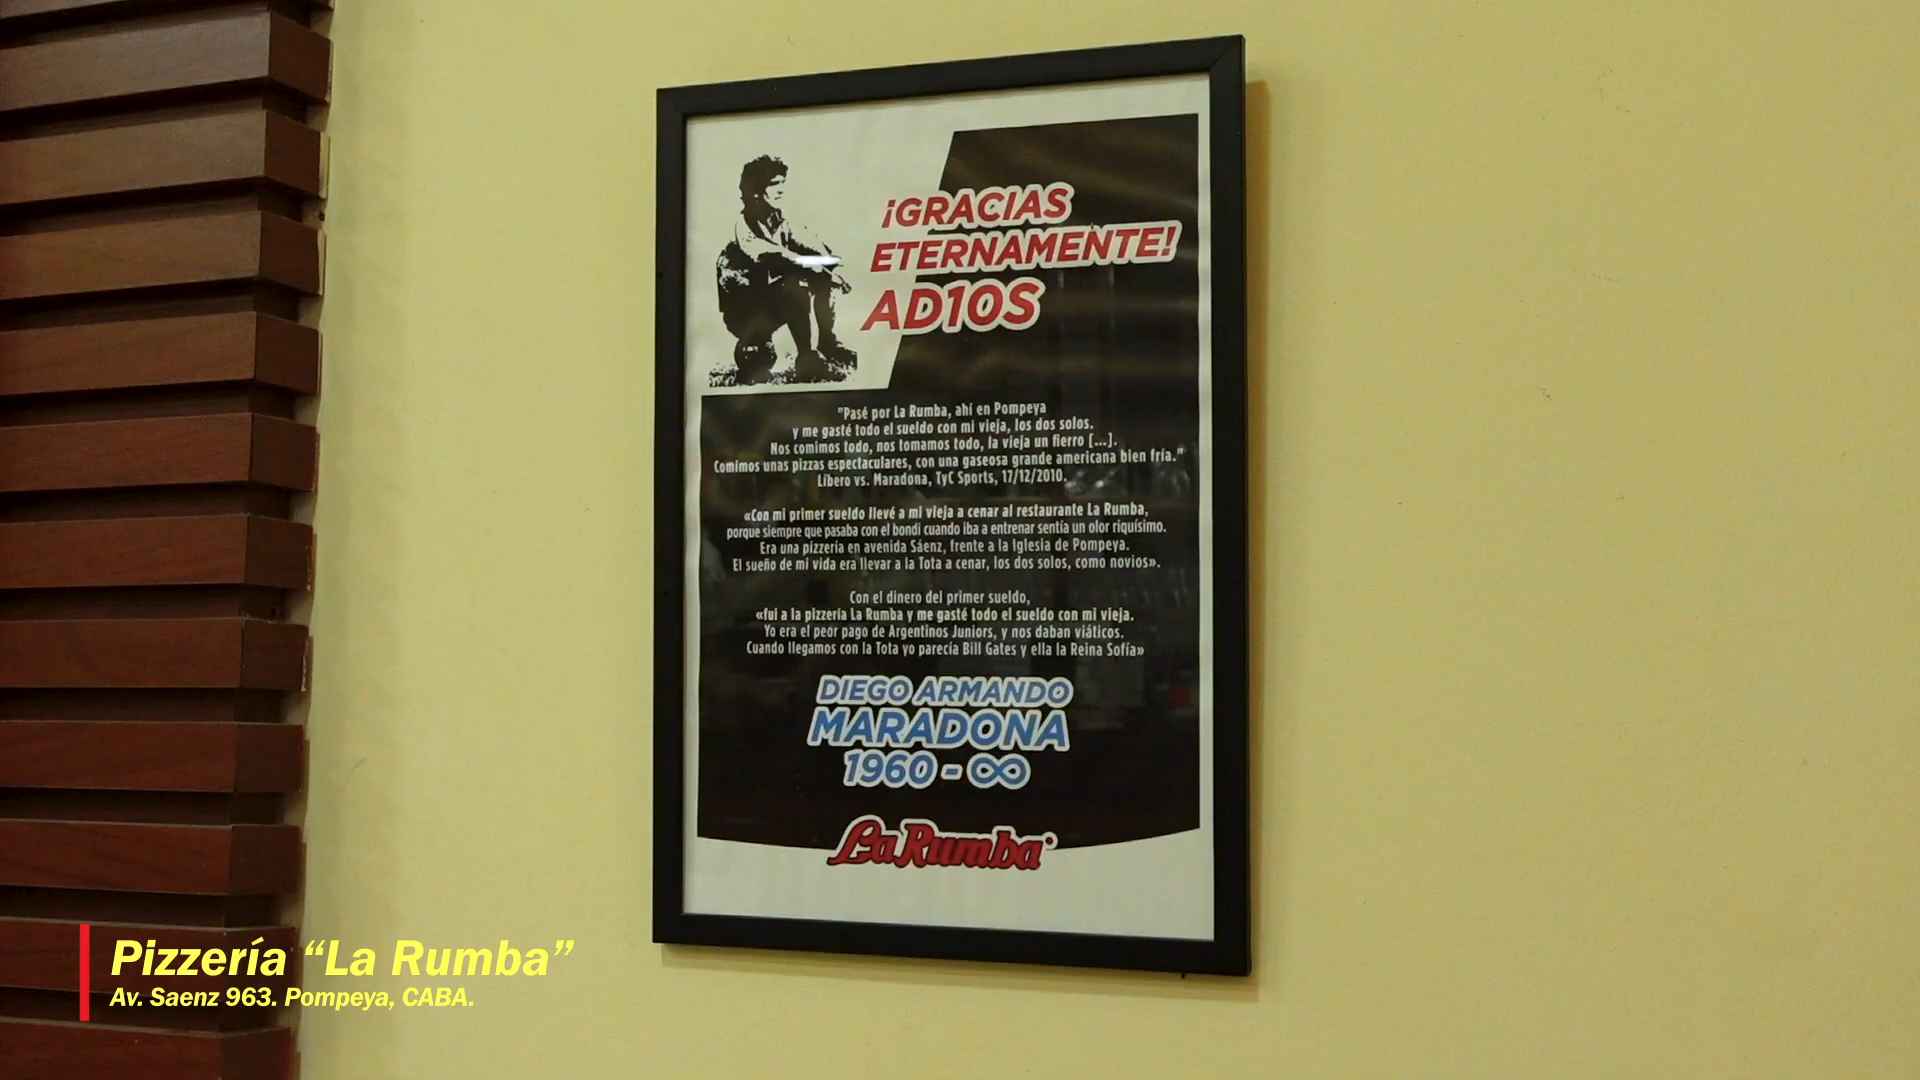 ¡GRACIAS
ETERNAMENTE!
AD10S
"Pasé por La Rumba, ahí en Pompeya
y me gasté todo el sueldo con mi vieja, los dos solos.
Nos comimos todo, nos tomamos todo, la vieja un fierro [...].
Comimos unas pizzas espectaculares, con una gaseosa grande americana bien fría."
Líbero vs. Maradona, TyC Sports, 17/12/2010.
«Con mi primer sueldo llevé a mi vieja a cenar al restaurante La Rumba,
porque siempre que pasaba con el bondi cuando iba a entrenar sentía un olor riquísimo.
Era una pizzería en avenida Sáenz, frente a la Iglesia de Pompeya.
El sueño de mi vida era llevar a la Tota a cenar, los dos solos, como novios».
Con el dinero del primer sueldo,
«fui a la pizzería La Rumba y me gasté todo el sueldo con mi vieja.
Yo era el peor pago de Argentinos Juniors, y nos daban viáticos.
Cuando llegamos con la Tota yo parecía Bill Gates y ella la Reina Sofía»
DIEGO ARMANDO
MARADONA
1960 - ∞
La Rumba
Pizzería “La Rumba”
Av. Saenz 963. Pompeya, CABA.